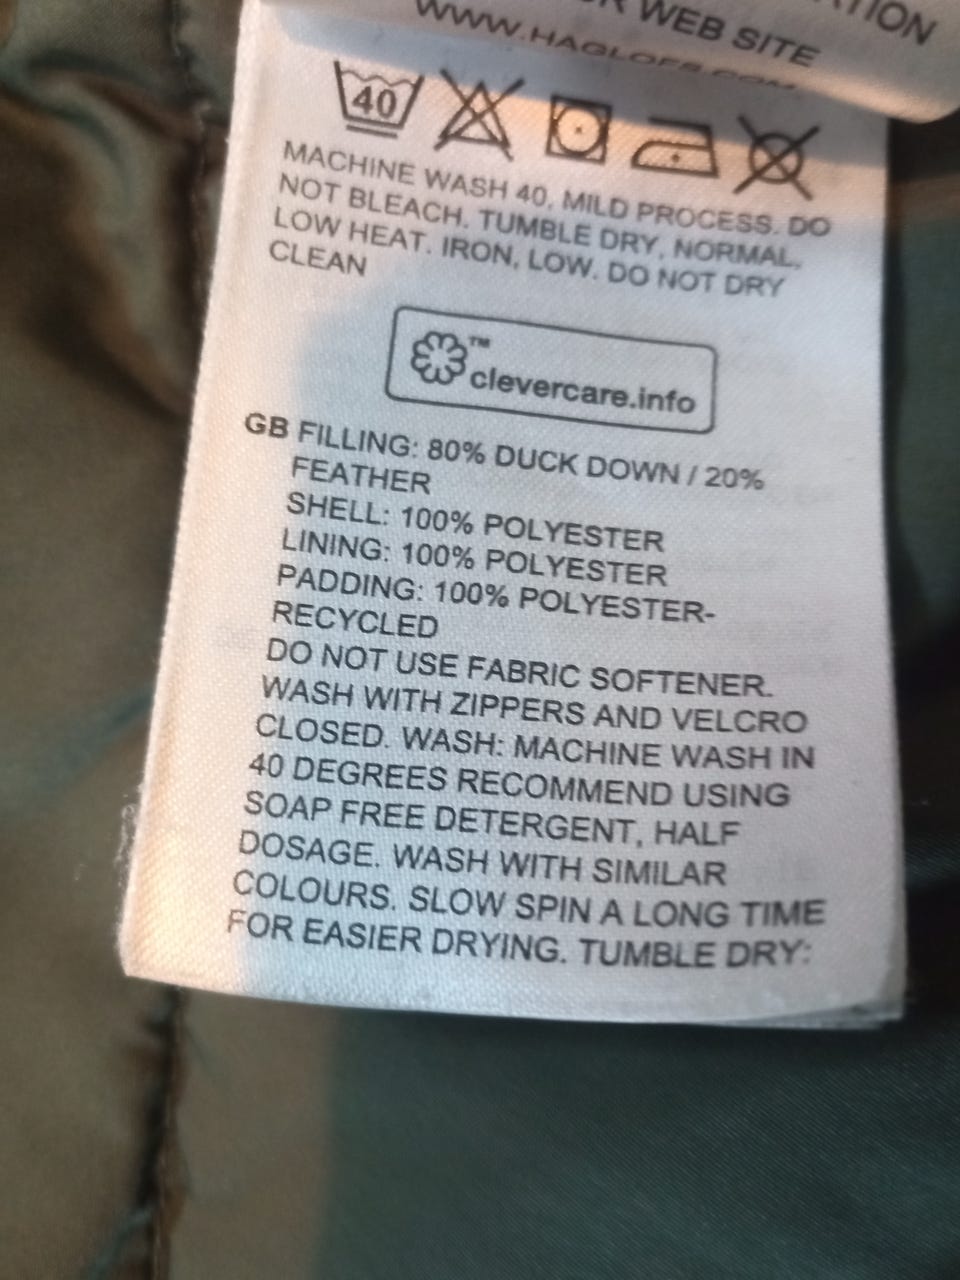 R WEB SITE
WWW.HAGLOFS.COM
40
MACHINE WASH 40, MILD PROCESS. DO
NOT BLEACH. TUMBLE DRY, NORMAL,
LOW HEAT. IRON, LOW. DO NOT DRY
CLEAN
™
clevercare.info
GB FILLING: 80% DUCK DOWN / 20%
FEATHER
SHELL: 100% POLYESTER
LINING: 100% POLYESTER
PADDING: 100% POLYESTER-
RECYCLED
DO NOT USE FABRIC SOFTENER.
WASH WITH ZIPPERS AND VELCRO
CLOSED. WASH: MACHINE WASH IN
40 DEGREES RECOMMEND USING
SOAP FREE DETERGENT, HALF
DOSAGE. WASH WITH SIMILAR
COLOURS. SLOW SPIN A LONG TIME
FOR EASIER DRYING. TUMBLE DRY: